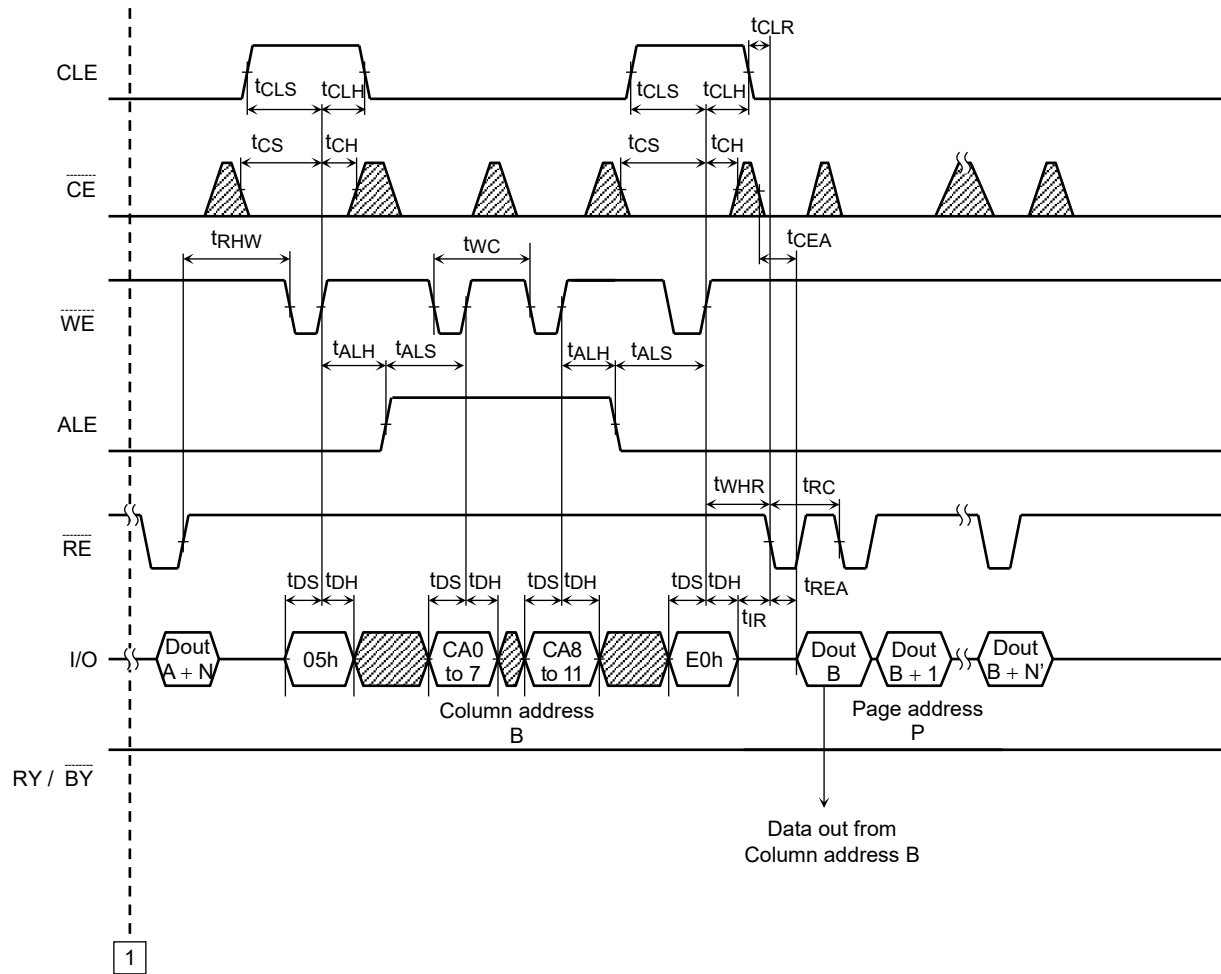 tCLR
CLE
tCLS tCLH tCLS tCLH
tCS tCH tCS tCH
CE
tRHW tWC tCEA
WE
tALH tALS tALH tALS
ALE
tWHR tRC
RE
tDS tDH tDS tDH tDS tDH tDS tDH tREA
tIR
I/O
Dout
A + N
05h
CA0
to 7
CA8
to 11
E0h
Dout
B
Dout
B + 1
Dout
B + N’
Column address
B
Page address
P
RY / BY
Data out from
Column address B
1